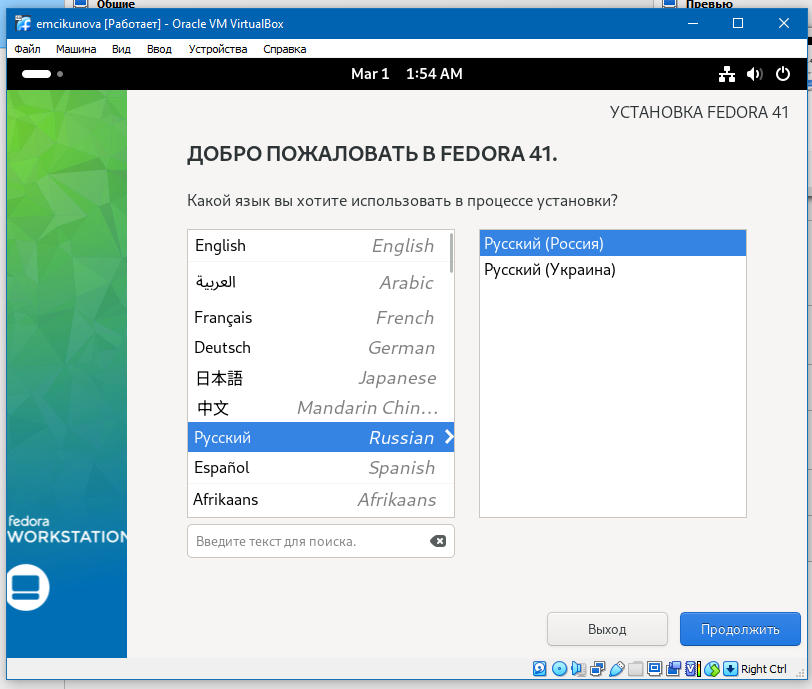 Общие
Превью
emcikunova [Работает] - Oracle VM VirtualBox
Файл Машина Вид Ввод Устройства Справка
Mar 1 1:54 AM
УСТАНОВКА FEDORA 41
ДОБРО ПОЖАЛОВАТЬ В FEDORA 41.
Какой язык вы хотите использовать в процессе установки?
English English
العربية Arabic
Français French
Deutsch German
日本語 Japanese
中文 Mandarin Chin...
Русский Russian
Español Spanish
Afrikaans Afrikaans
Русский (Россия)
Русский (Украина)
Введите текст для поиска.
fedora
WORKSTATION
Выход
Продолжить
Right Ctrl